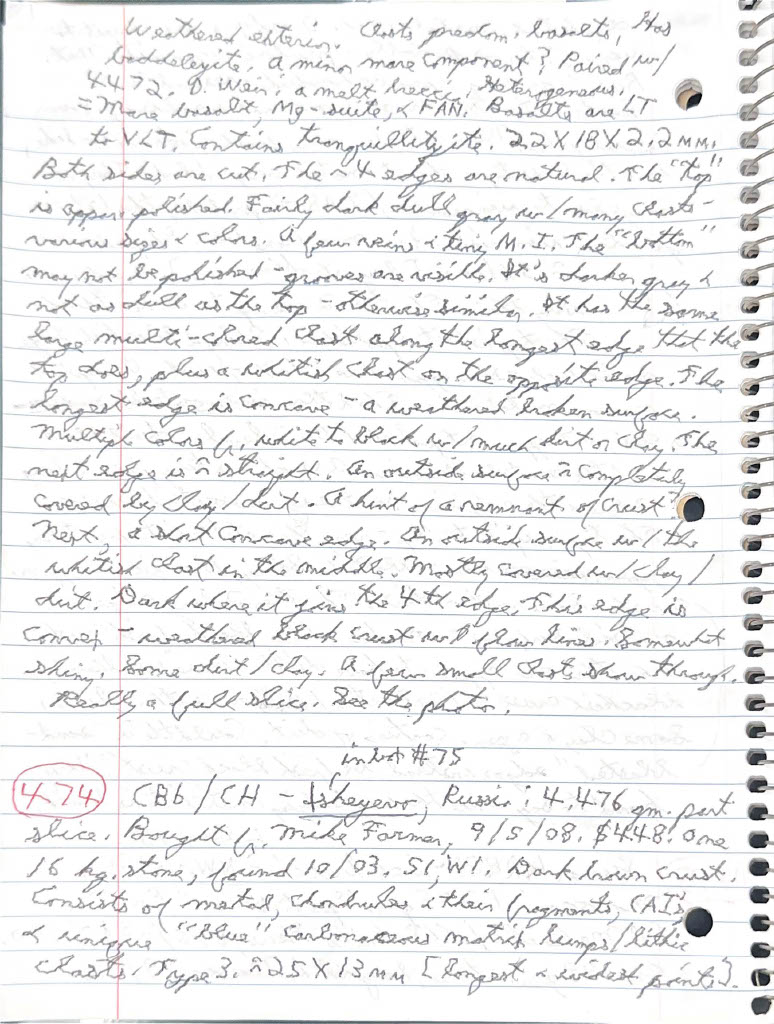 Weathered exterior. Clasts predom. basalts, Has
baddeleyite. A minor mare component? Paired w/
4472. D. Weir: a melt brecc. Heterogeneous.
= Mare basalt, Mg-suite, & FAN. Basalts are LT
to VLT. Contains tranquillityite. 22 X 18 X 2.2 MM.
Both sides are cut. The ~ 4 edges are natural. The "top"
is appar. polished. Fairly dark dull gray w/ many clasts -
various sizes & colors. A few veins & tiny M.I. The "bottom"
may not be polished - grooves are visible. It's darker gray &
not as dull as the top - otherwise similar. It has the same
large multi-colored clast along the longest edge that the
top does, plus a whitish clast on the opposite edge. The
longest edge is concave - a weathered broken surface.
Multiple colors fr. white to black w/ much dirt or clay. The
next edge is ~ straight. An outside surface ~ completely
covered by clay/dirt. A hint of a remnant of crust?
Next, a short concave edge. An outside surface w/ the
whitish clast in the middle. Mostly covered w/ clay/
dirt. Dark where it joins the 4th edge. This edge is
convex - weathered black crust w/ flow lines. Somewhat
shiny. Some dirt/clay. A few small clasts show through.
Really a full slice. See the photos.
in lot #75
474 CBb/CH - Isheyevo, Russia: 4.476 gm. part
slice. Bought fr. Mike Farmer, 9/5/08. $448. One
16 kg. stone, found 10/03. S1, W1. Dark brown crust.
Consists of metal, chondrules & their fragments, CAI's
& unique "blue" carbonaceous matrix lumps/lithic
clasts. Type 3. ~ 25 X 13 MM [longest & widest points].